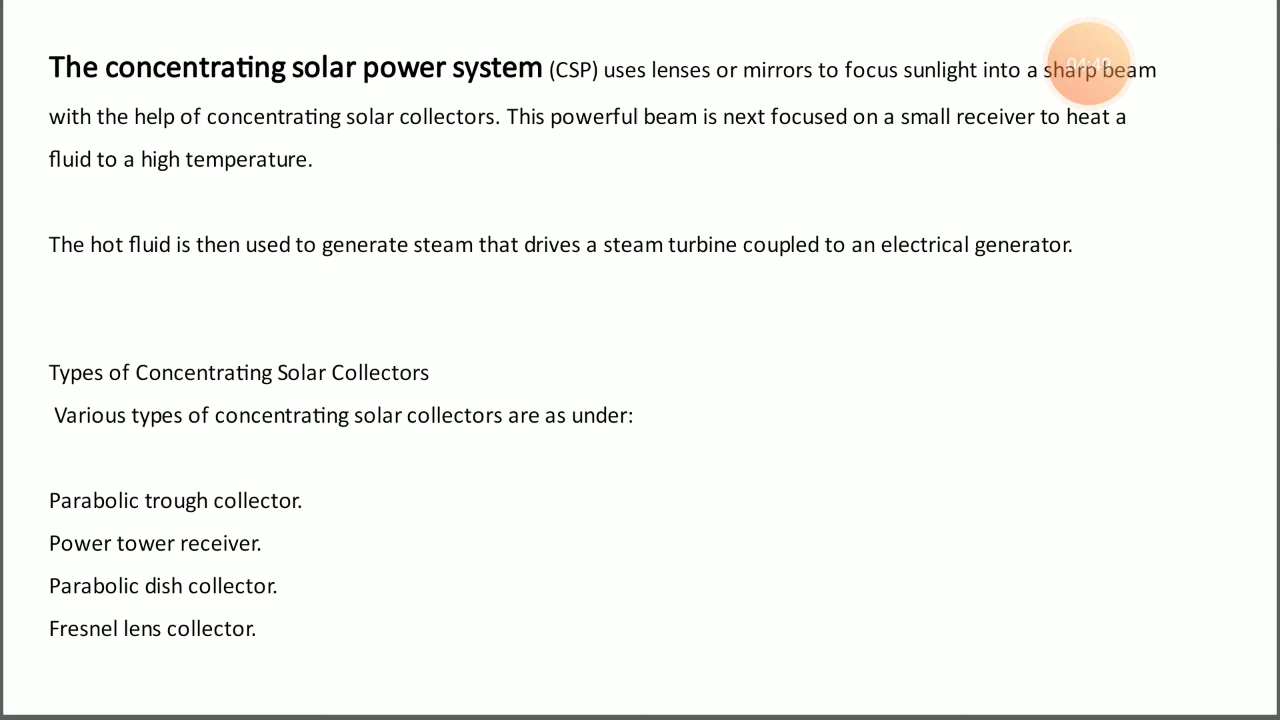 The concentrating solar power system (CSP) uses lenses or mirrors to focus sunlight into a sharp beam
with the help of concentrating solar collectors. This powerful beam is next focused on a small receiver to heat a
fluid to a high temperature.
The hot fluid is then used to generate steam that drives a steam turbine coupled to an electrical generator.
Types of Concentrating Solar Collectors
Various types of concentrating solar collectors are as under:
Parabolic trough collector.
Power tower receiver.
Parabolic dish collector.
Fresnel lens collector.